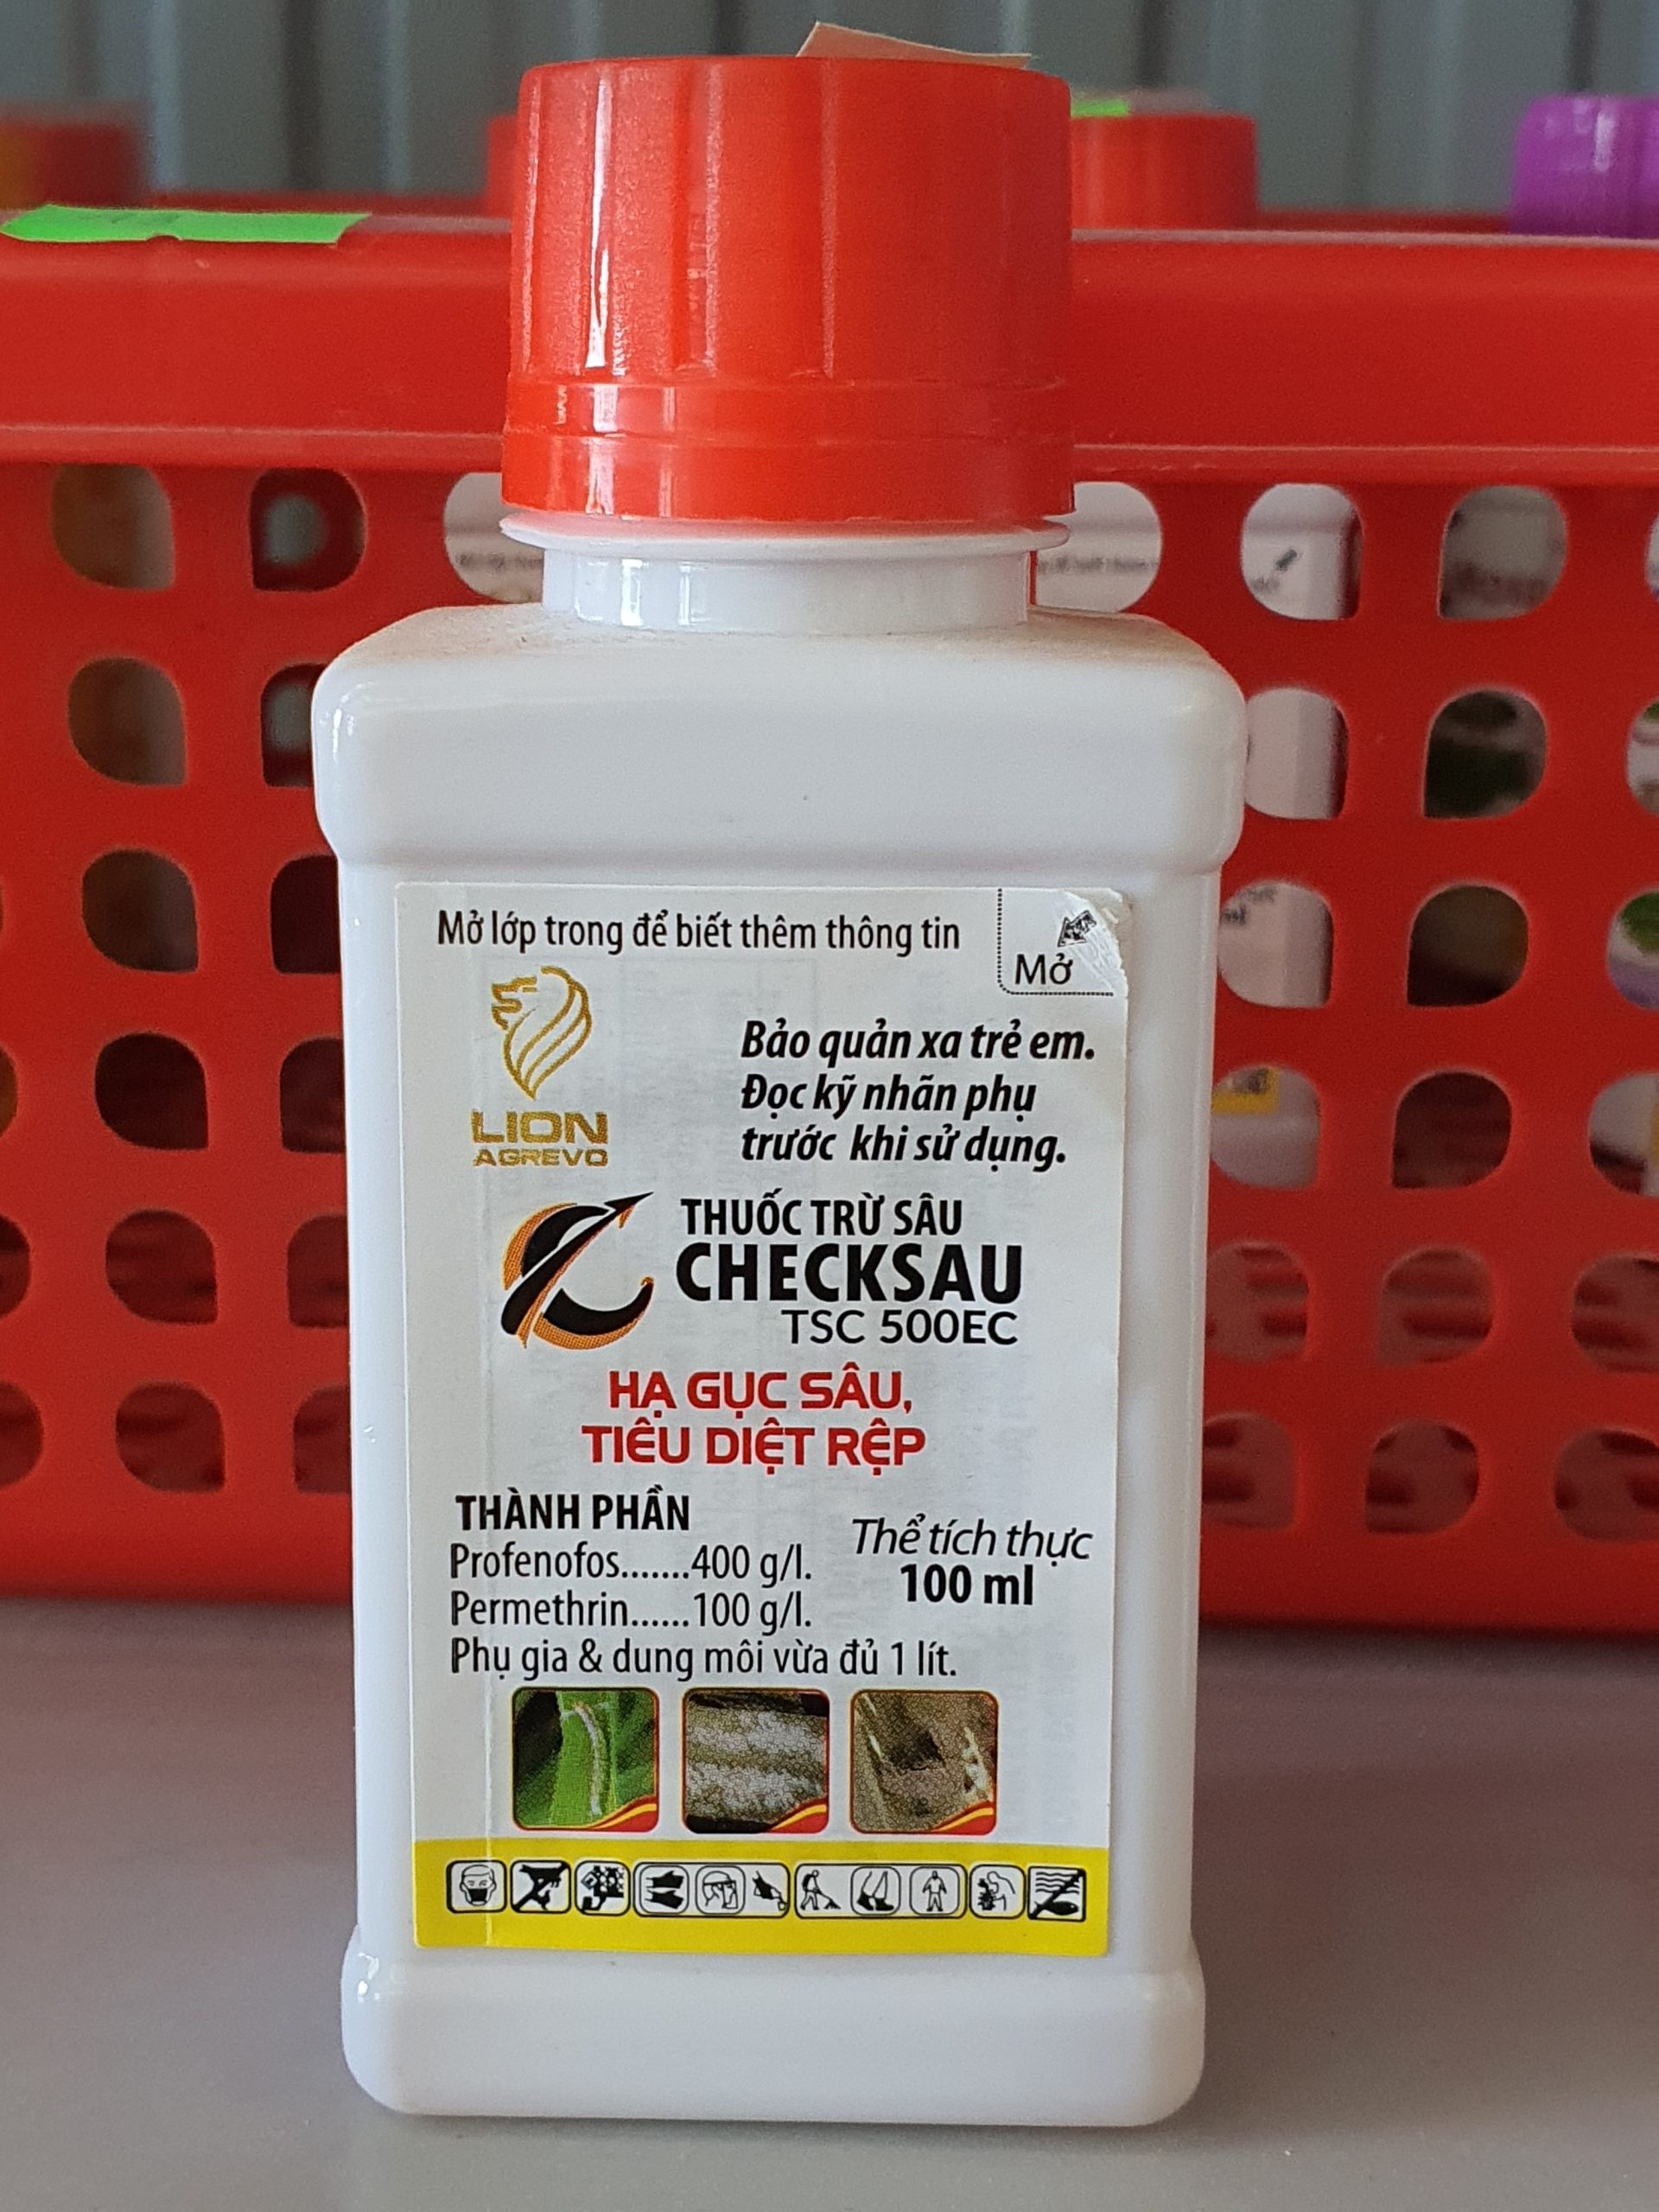 Mở lớp trong để biết thêm thông tin
Mở
LION
AGREVO
Bảo quản xa trẻ em.
Đọc kỹ nhãn phụ
trước khi sử dụng.
THUỐC TRỪ SÂU
CHECKSAU
TSC 500EC
HẠ GỤC SÂU,
TIÊU DIỆT RỆP
THÀNH PHẦN
Profenofos.......400 g/l.
Permethrin......100 g/l.
Phụ gia & dung môi vừa đủ 1 lít.
Thể tích thực
100 ml